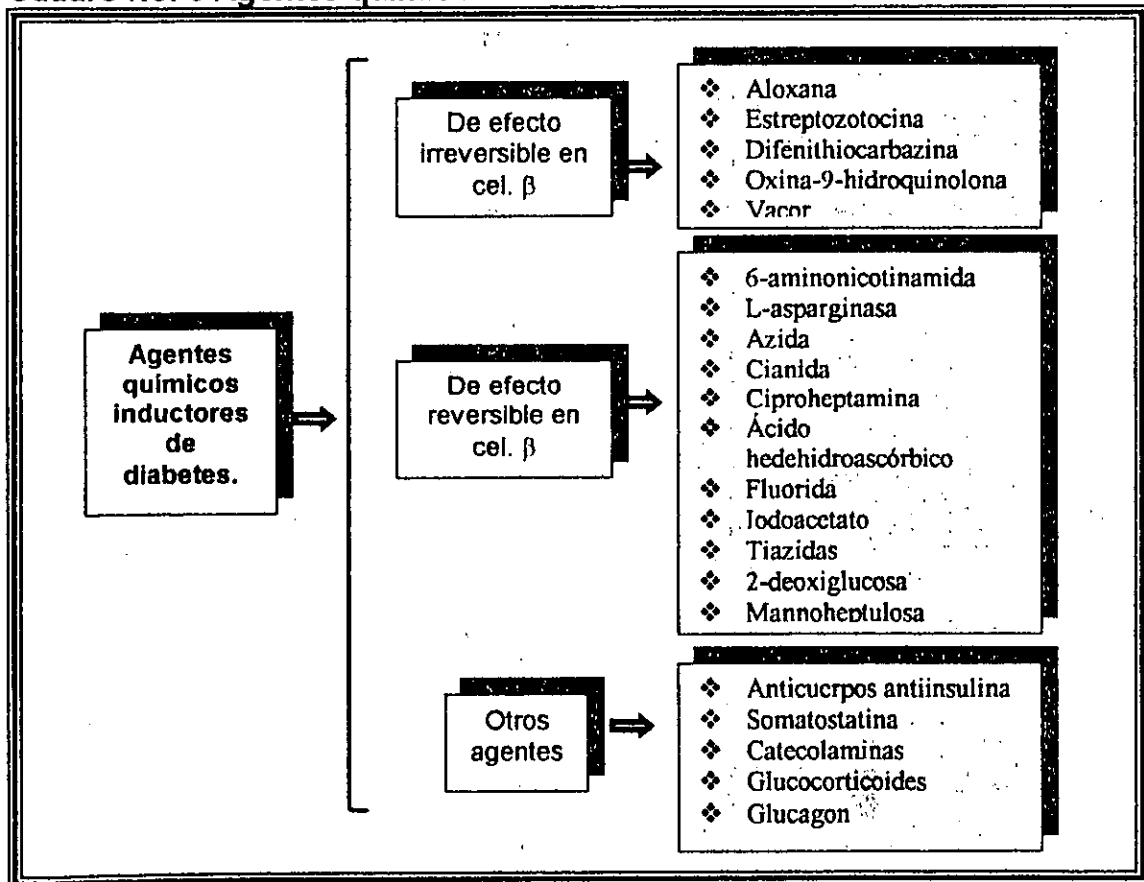 Agentes
químicos
inductores
de
diabetes.
De efecto
irreversible en
cel. β
❖ Aloxana
❖ Estreptozotocina
❖ Difenithiocarbazina
❖ Oxina-9-hidroquinolona
❖ Vacor
De efecto
reversible en
cel. β
❖ 6-aminonicotinamida
❖ L-asparginasa
❖ Azida
❖ Cianida
❖ Ciproheptamina
❖ Ácido
hedehidroascórbico
❖ Fluorida
❖ Iodoacetato
❖ Tiazidas
❖ 2-deoxiglucosa
❖ Mannoheptulosa
Otros
agentes
❖ Anticuerpos antiinsulina
❖ Somatostatina
❖ Catecolaminas
❖ Glucocorticoides
❖ Glucagon